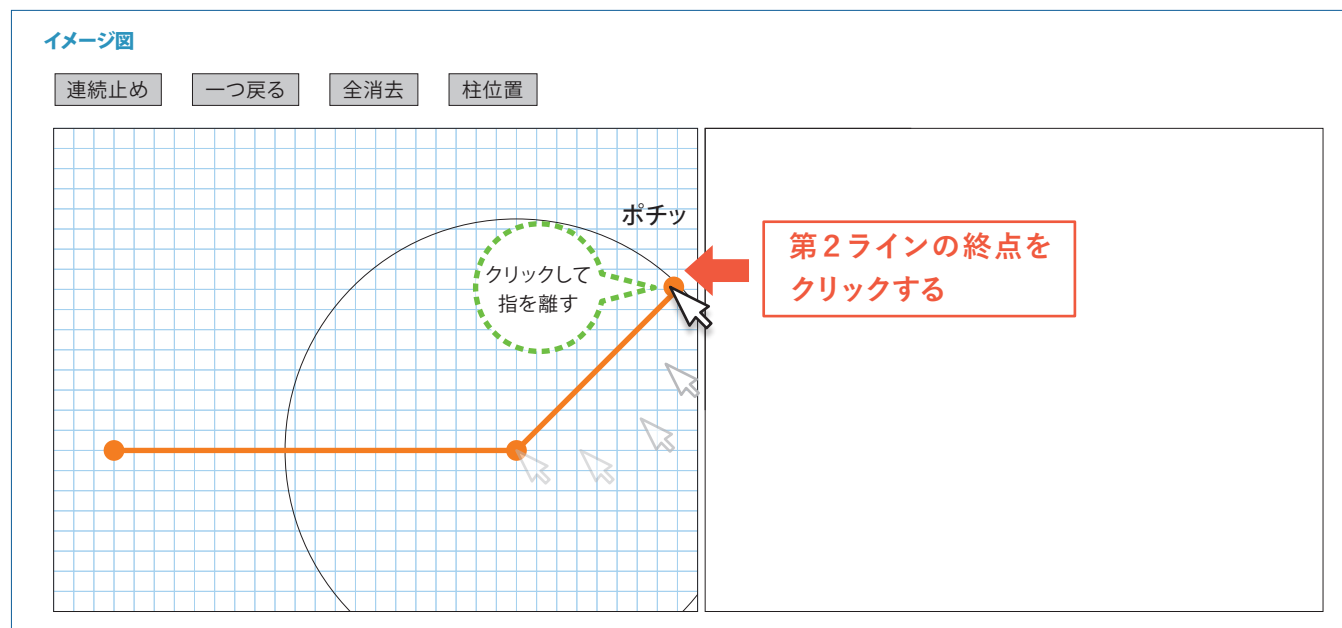 イメージ図
連続止め 一つ戻る 全消去 柱位置
ポチッ
クリックして
指を離す
第2ラインの終点を
クリックする